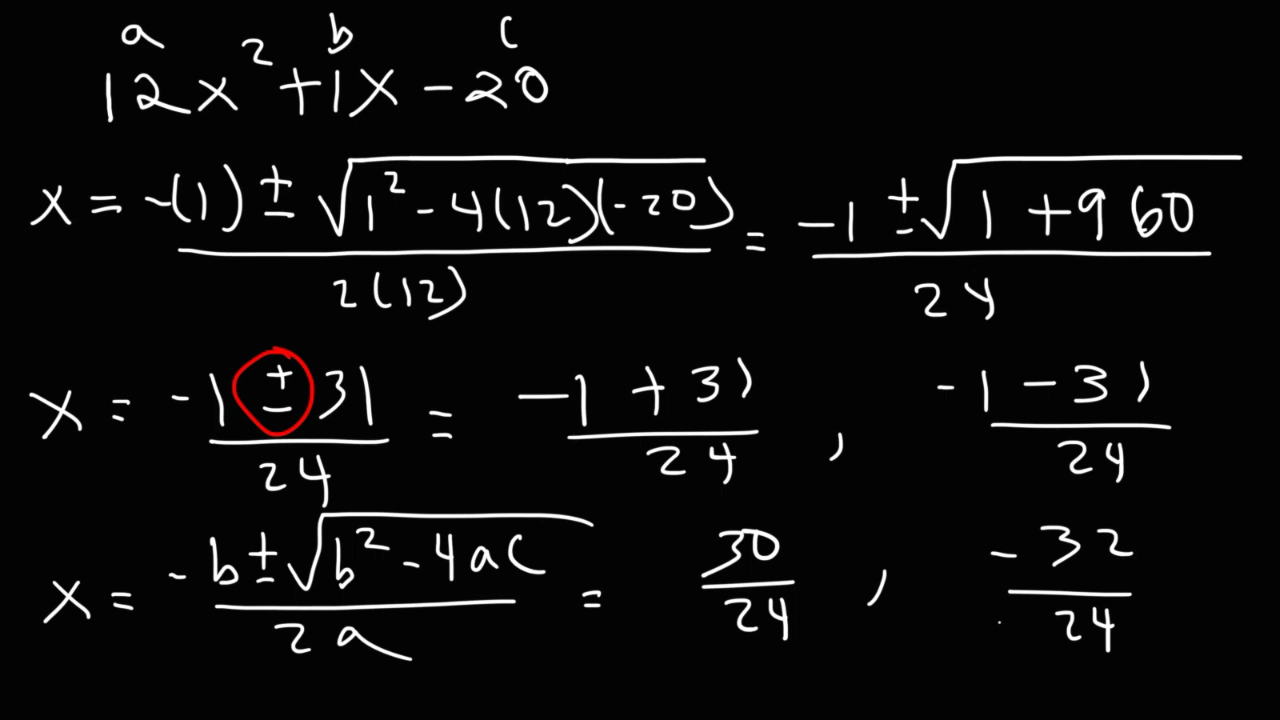 a b c
12x² + 1x - 20
x = -(1) ± √(1² - 4(12)(-20)) / 2(12) = -1 ± √(1 + 960) / 24
x = -1 ± 31 / 24 = -1 + 31 / 24 , -1 - 31 / 24
x = -b ± √(b² - 4ac) / 2a = 30 / 24 , -32 / 24